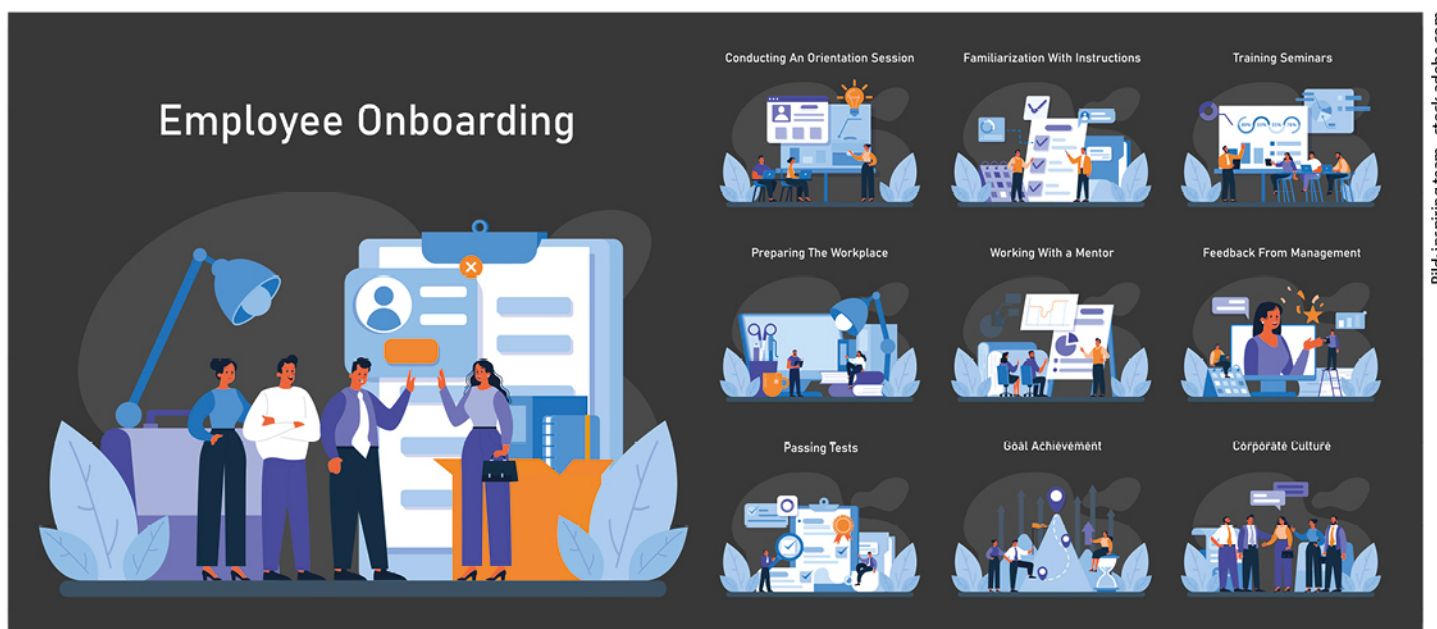 Employee Onboarding
Conducting An Orientation Session
Familiarization With Instructions
Training Seminars
Preparing The Workplace
Working With a Mentor
Feedback From Management
Passing Tests
Goal Achievement
Corporate Culture
Bild: inspiring.team - stock.adobe.com